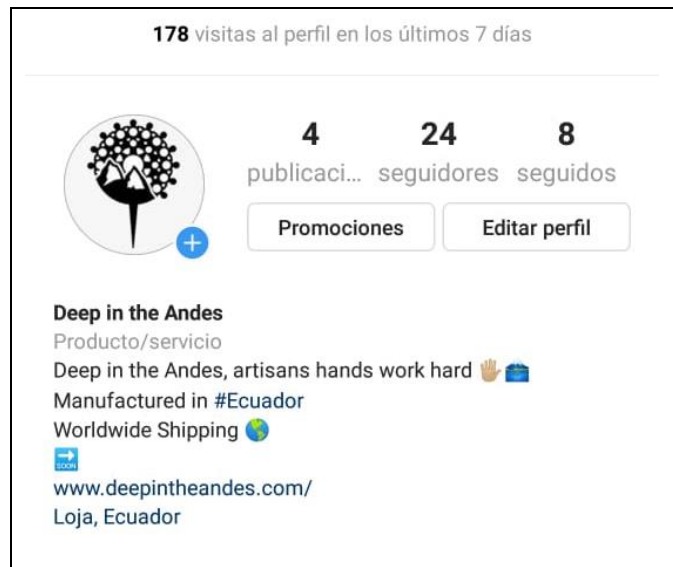 178 visitas al perfil en los últimos 7 días
4 24 8
publicaci... seguidores seguidos
Promociones Editar perfil
Deep in the Andes
Producto/servicio
Deep in the Andes, artisans hands work hard 🖐🏼🗻
Manufactured in #Ecuador
Worldwide Shipping 🌎
🔜
www.deepintheandes.com/
Loja, Ecuador